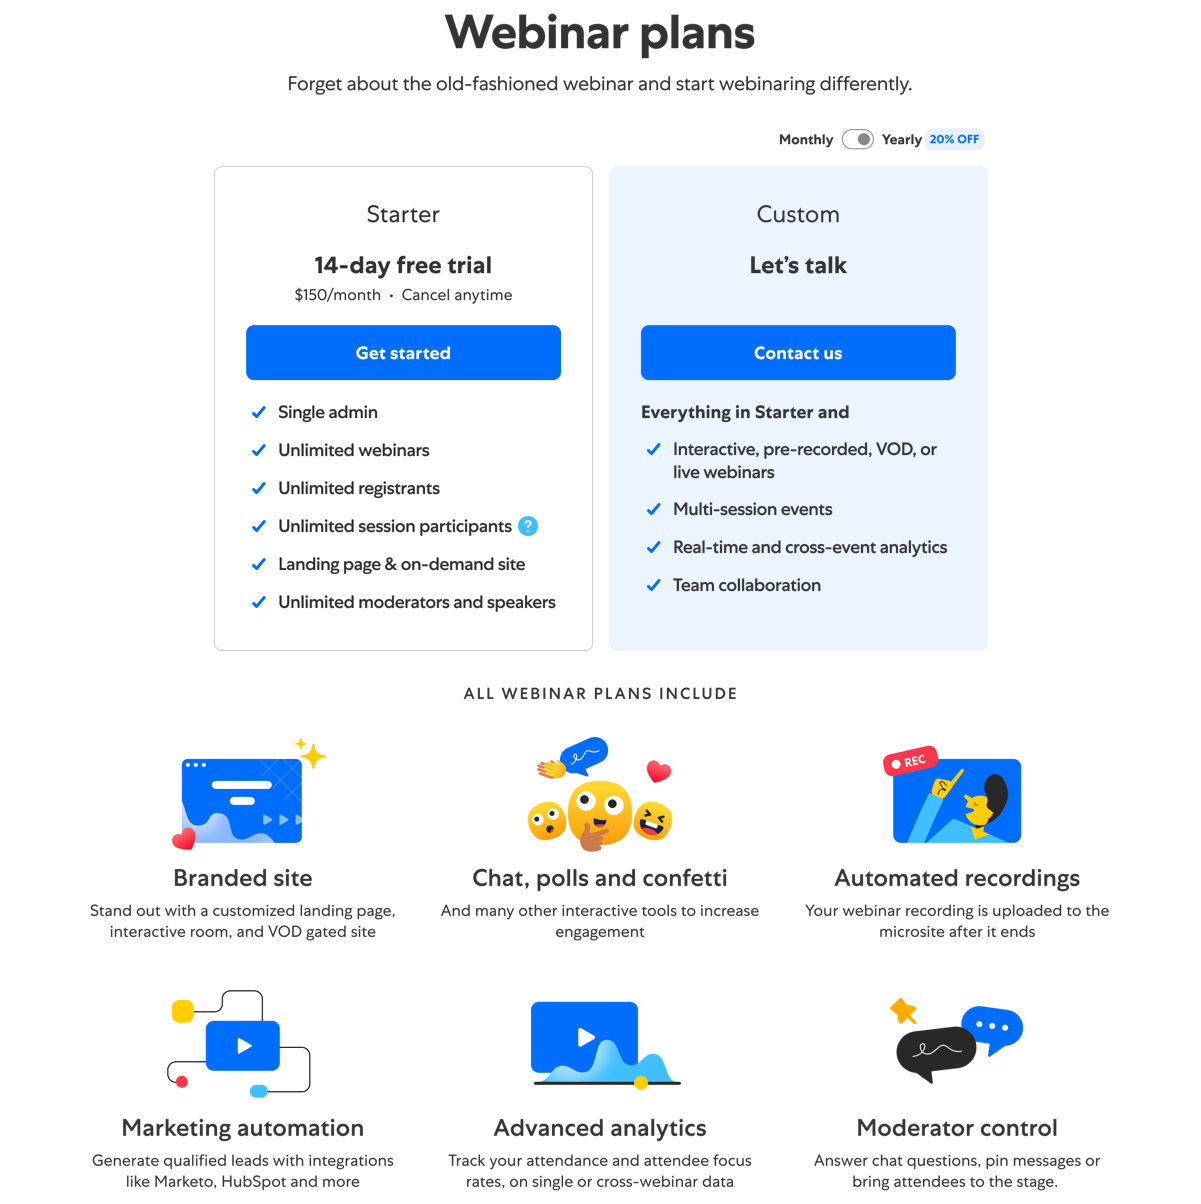 Webinar plans
Forget about the old-fashioned webinar and start webinaring differently.
Monthly Yearly 20% OFF
Starter
14-day free trial
$150/month • Cancel anytime
Get started
Single admin
Unlimited webinars
Unlimited registrants
Unlimited session participants ?
Landing page & on-demand site
Unlimited moderators and speakers
Custom
Let’s talk
Contact us
Everything in Starter and
Interactive, pre-recorded, VOD, or
live webinars
Multi-session events
Real-time and cross-event analytics
Team collaboration
ALL WEBINAR PLANS INCLUDE
Branded site
Stand out with a customized landing page,
interactive room, and VOD gated site
Chat, polls and confetti
And many other interactive tools to increase
engagement
REC
Automated recordings
Your webinar recording is uploaded to the
microsite after it ends
Marketing automation
Generate qualified leads with integrations
like Marketo, HubSpot and more
Advanced analytics
Track your attendance and attendee focus
rates, on single or cross-webinar data
Moderator control
Answer chat questions, pin messages or
bring attendees to the stage.